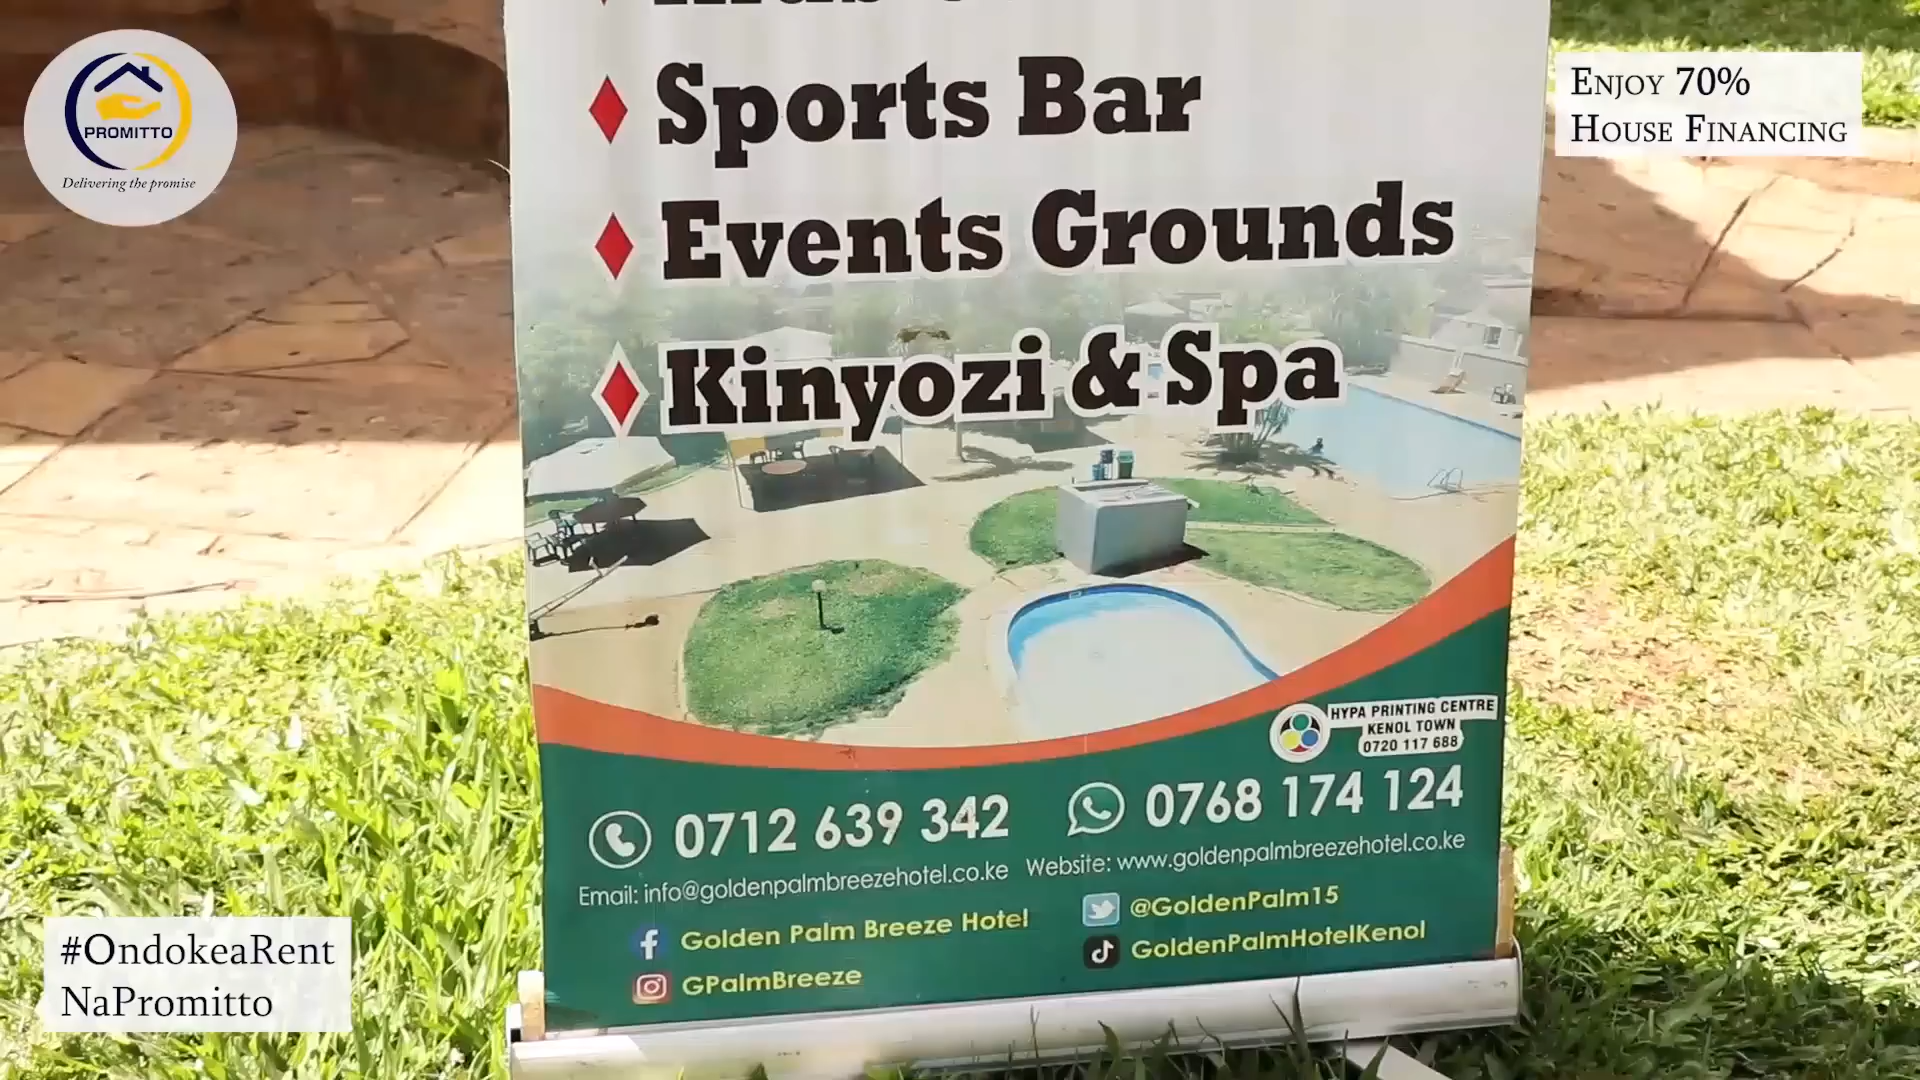 PROMITTO
Delivering the promise
ENJOY 70%
HOUSE FINANCING
Sports Bar
Events Grounds
Kinyozi & Spa
HYPA PRINTING CENTRE
KENOL TOWN
0720 117 688
0712 639 342
0768 174 124
Email: info@goldenpalmbreezehotel.co.ke
Website: www.goldenpalmbreezehotel.co.ke
Golden Palm Breeze Hotel
@GoldenPalm15
GPalmBreeze
GoldenPalmHotelKenol
#OndokeaRent
NaPromitto